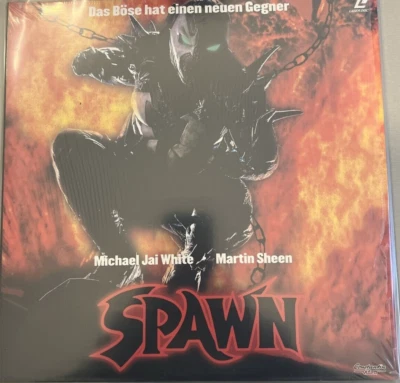 Das Böse hat einen neuen Gegner
Michael Jai White Martin Sheen
SPAWN